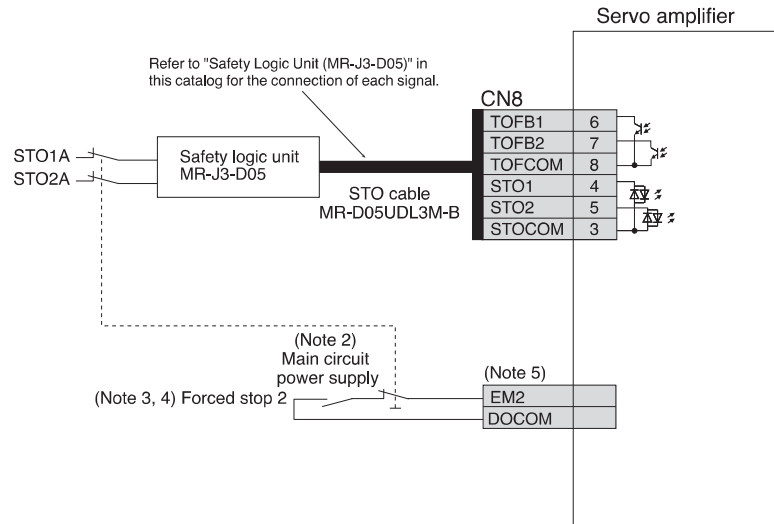 Servo amplifier
Refer to "Safety Logic Unit (MR-J3-D05)" in
this catalog for the connection of each signal.
CN8
TOFB1 6
TOFB2 7
TOFCOM 8
STO1 4
STO2 5
STOCOM 3
STO1A
STO2A
Safety logic unit
MR-J3-D05
STO cable
MR-D05UDL3M-B
(Note 2)
Main circuit
power supply
(Note 3, 4) Forced stop 2
(Note 5)
EM2
DOCOM